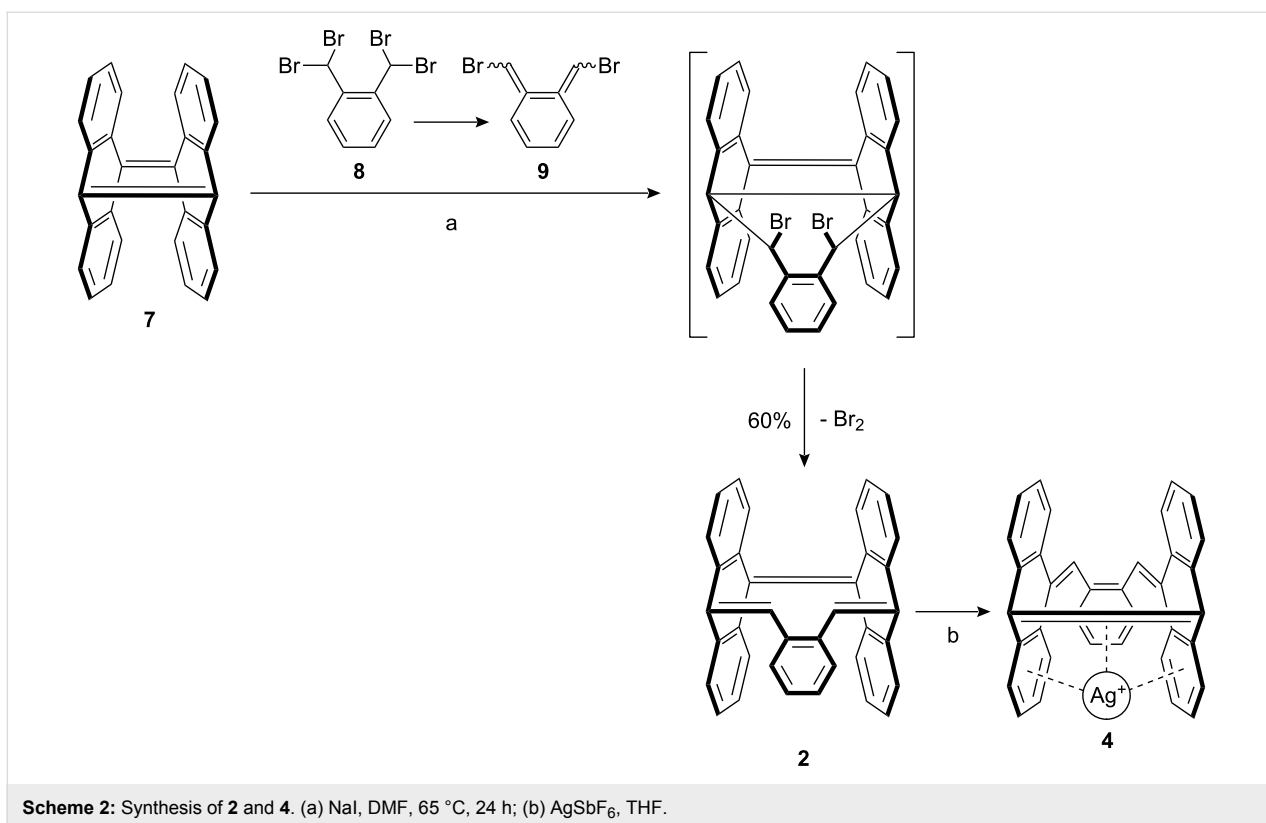 Br Br
Br Br Br Br
8 9
a
Br Br
7
60% - Br2
b
Ag+
2 4
Scheme 2: Synthesis of 2 and 4. (a) NaI, DMF, 65 °C, 24 h; (b) AgSbF6, THF.